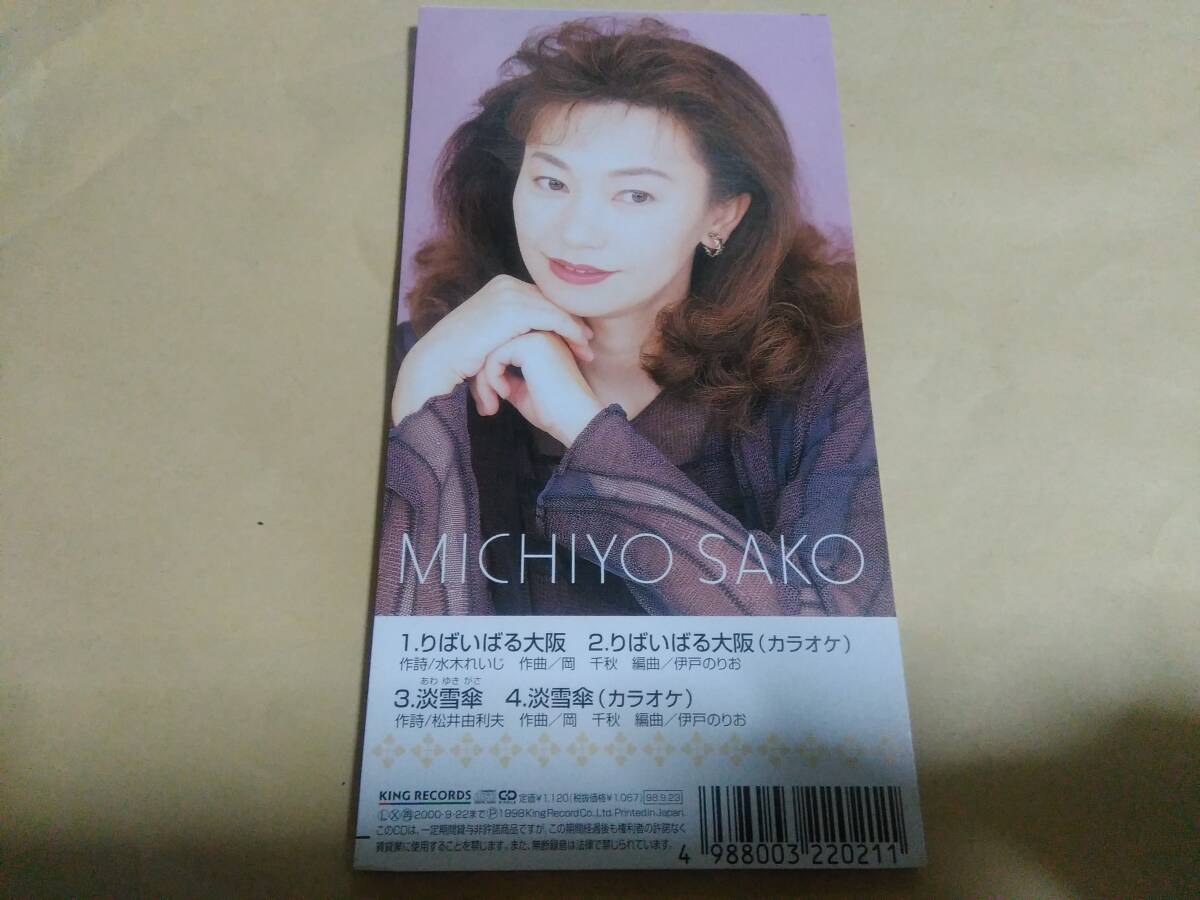 MICHIYO SAKO
1.りばいばる大阪 2.りばいばる大阪(カラオケ)
作詩/水木れいじ 作曲/岡 千秋 編曲/伊戸のりお
あわ ゆき がさ
3.淡雪傘 4.淡雪傘(カラオケ)
作詩/松井由利夫 作曲/岡 千秋 編曲/伊戸のりお
KING RECORDS CD 定価¥1,120(税抜価格¥1,067) 98.9.23
Ⓛ Ⓧ 再 2000・9・22まで Ⓟ1998 King Record Co., Ltd. Printed in Japan.
このCDは、一定期間貸与非許諾商品ですが、この期間経過後も権利者の許諾なく
賃貸業に使用することを禁じます。また、無断録音は法律で禁じられています。
4 988003 220211